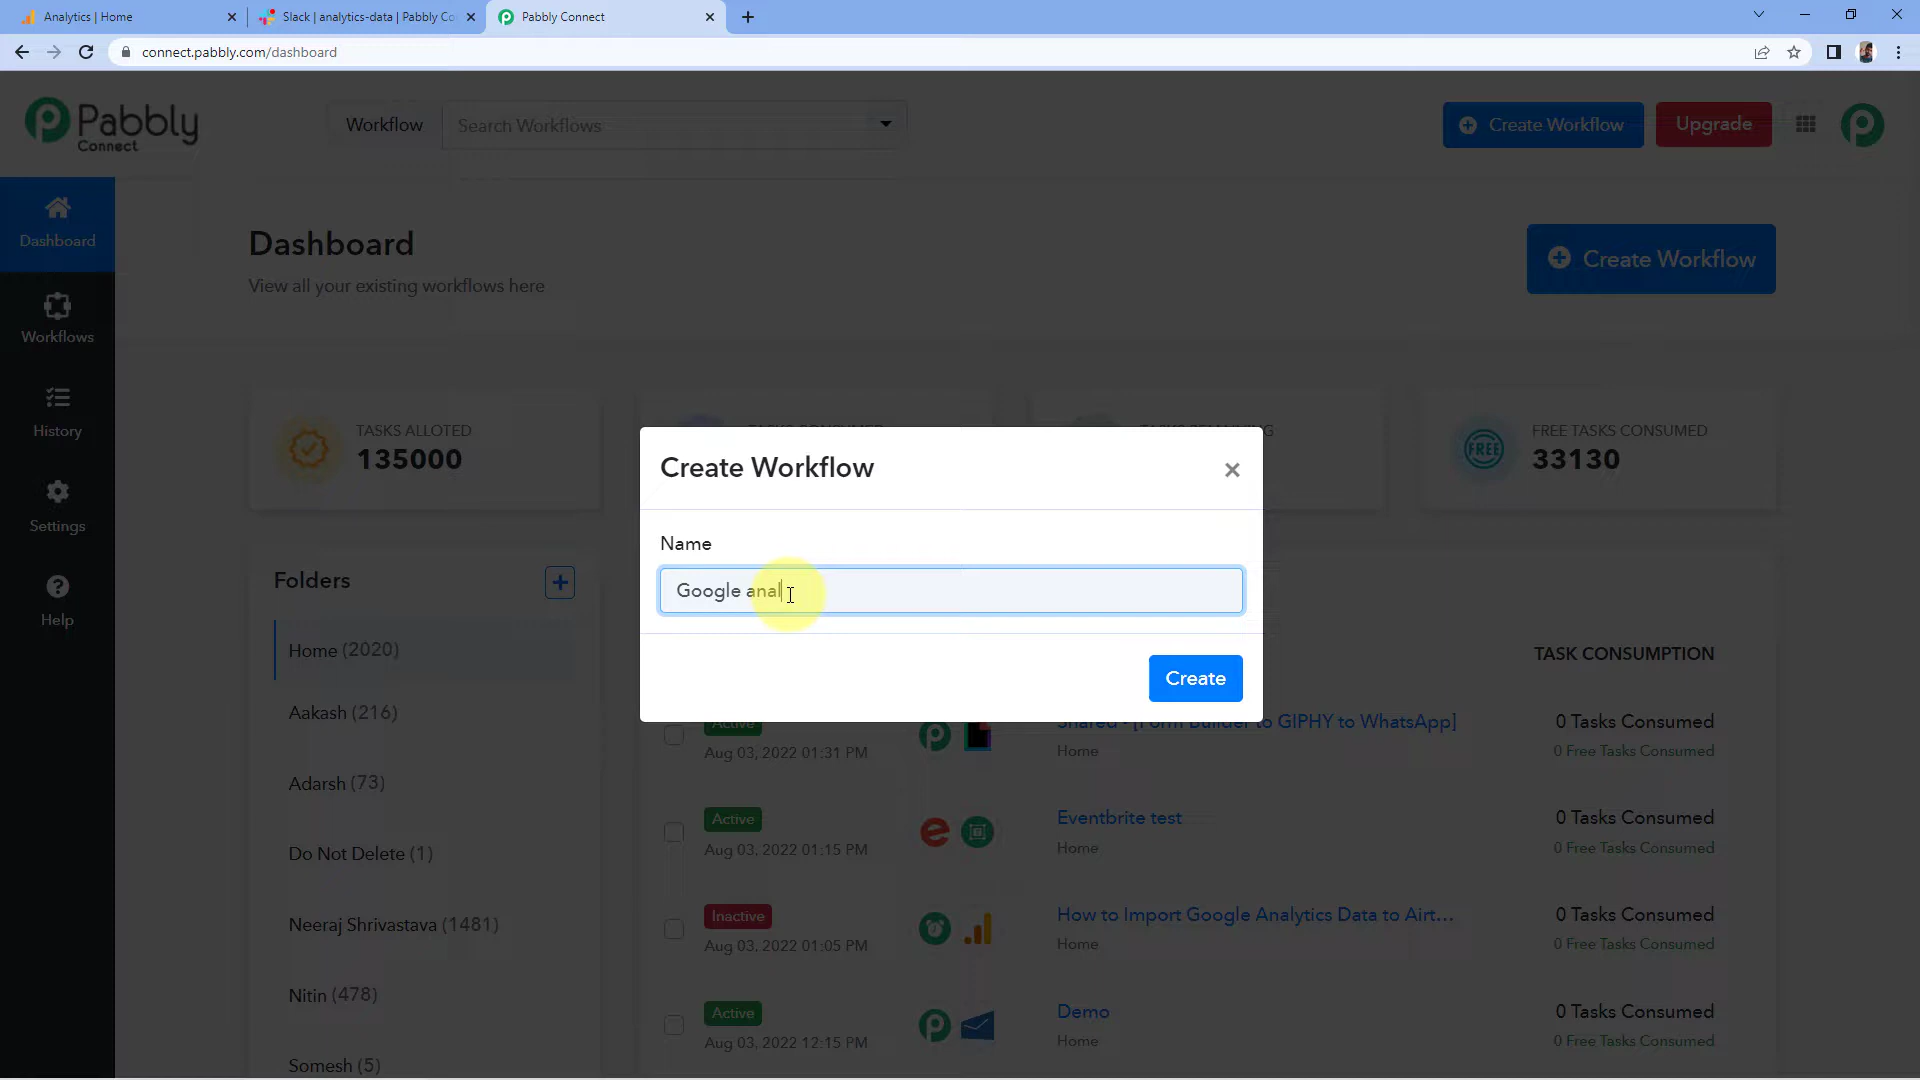 Analytics | Home
Slack | analytics-data | Pabbly Co
Pabbly Connect
connect.pabbly.com/dashboard
Pabbly
Connect
Workflow
Search Workflows
Create Workflow
Upgrade
Dashboard
Workflows
History
Settings
Help
Dashboard
View all your existing workflows here
Create Workflow
TASKS ALLOTED
135000
FREE
FREE TASKS CONSUMED
33130
Create Workflow
×
Name
Google anal
Create
Folders
Home (2020)
Aakash (216)
Adarsh (73)
Do Not Delete (1)
Neeraj Shrivastava (1481)
Nitin (478)
Somesh (5)
TASK CONSUMPTION
Active
Aug 03, 2022 01:31 PM
Shared - [Form Builder to GIPHY to WhatsApp]
Home
0 Tasks Consumed
0 Free Tasks Consumed
Active
Aug 03, 2022 01:15 PM
Eventbrite test
Home
0 Tasks Consumed
0 Free Tasks Consumed
Inactive
Aug 03, 2022 01:05 PM
How to Import Google Analytics Data to Airt...
Home
0 Tasks Consumed
0 Free Tasks Consumed
Active
Aug 03, 2022 12:15 PM
Demo
Home
0 Tasks Consumed
0 Free Tasks Consumed